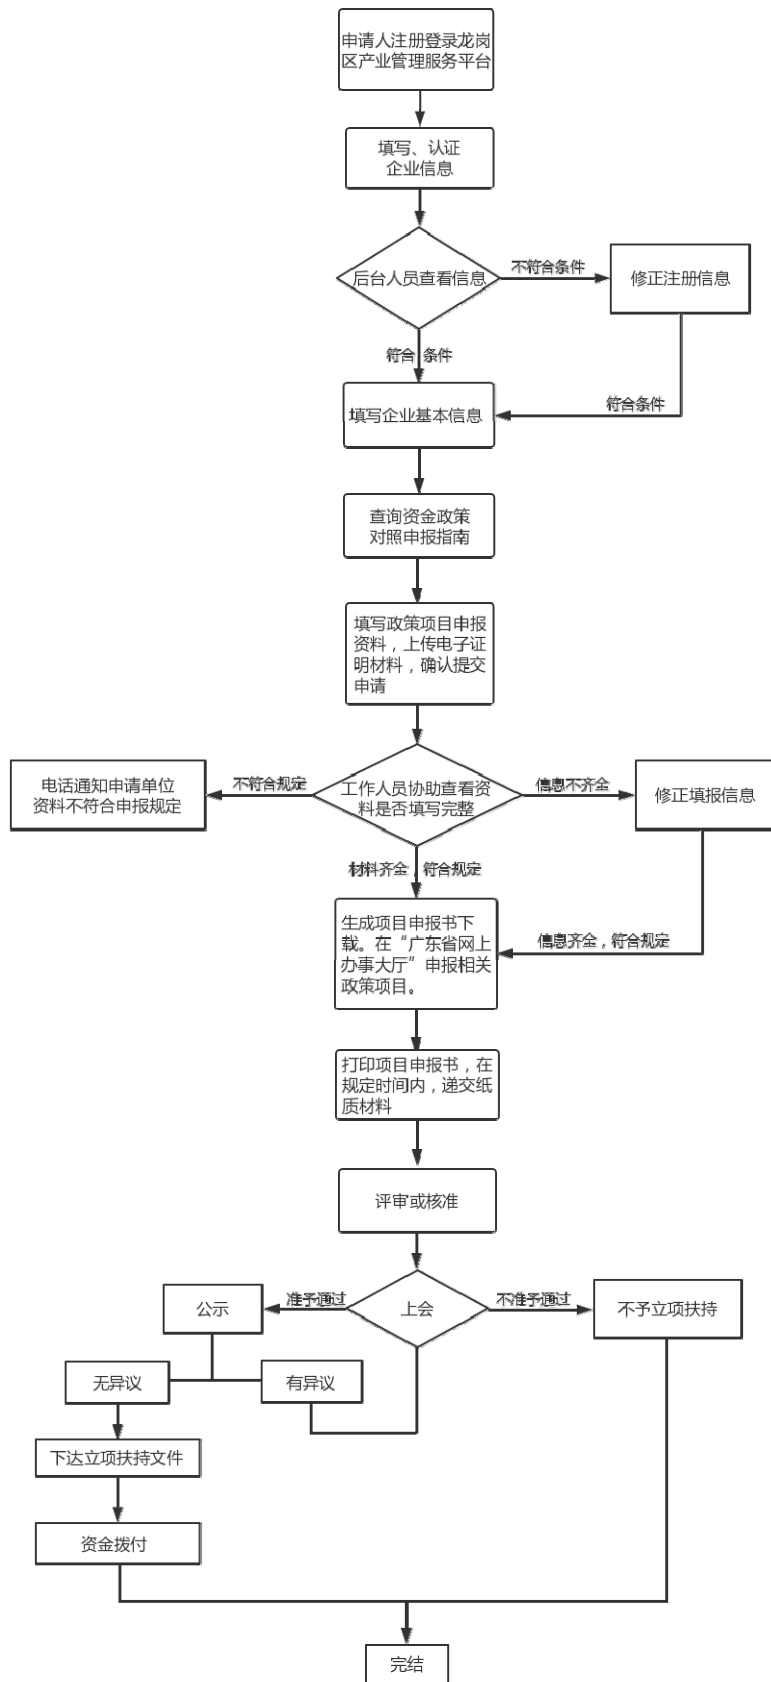 申请人注册登录龙岗
区产业管理服务平台
填写、认证
企业信息
后台人员查看信息
不符合条件
修正注册信息
符合 条件
符合条件
填写企业基本信息
查询资金政策
对照申报指南
填写政策项目申报
资料，上传电子证
明材料，确认提交
申请
电话通知申请单位
资料不符合申报规定
不符合规定
工作人员协助查看资
料是否填写完整
信息不齐全
修正填报信息
材料齐全，符合规定
生成项目申报书下
载。在“广东省网上
办事大厅”申报相关
政策项目。
信息齐全，符合规定
打印项目申报书，在
规定时间内，递交纸
质材料
评审或核准
公示
准予通过
上会
不准予通过
不予立项扶持
无异议
有异议
下达立项扶持文件
资金拨付
完结